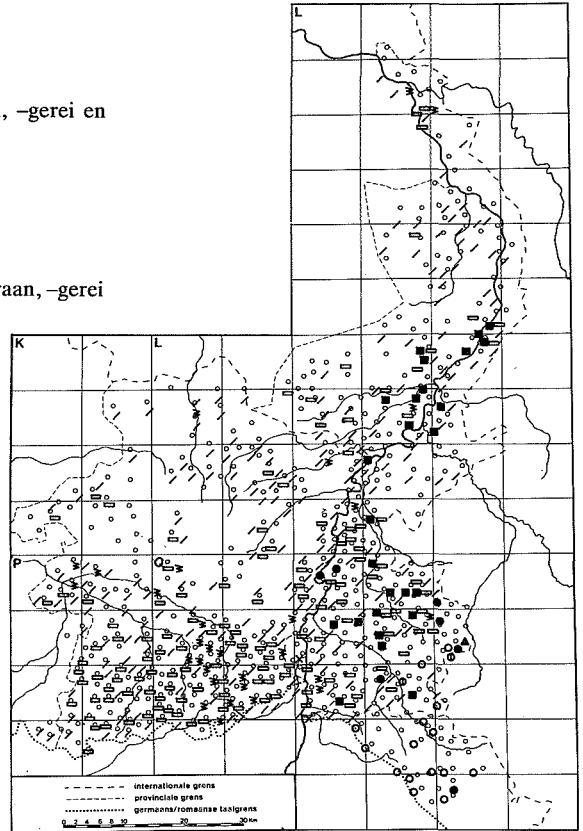 , –gerei en
raan, –gerei
L
K
L
P
Q
internationale grens
provinciale grens
germaans/romaanse taalgrens
0 2 4 6 8 10 20 30 Km